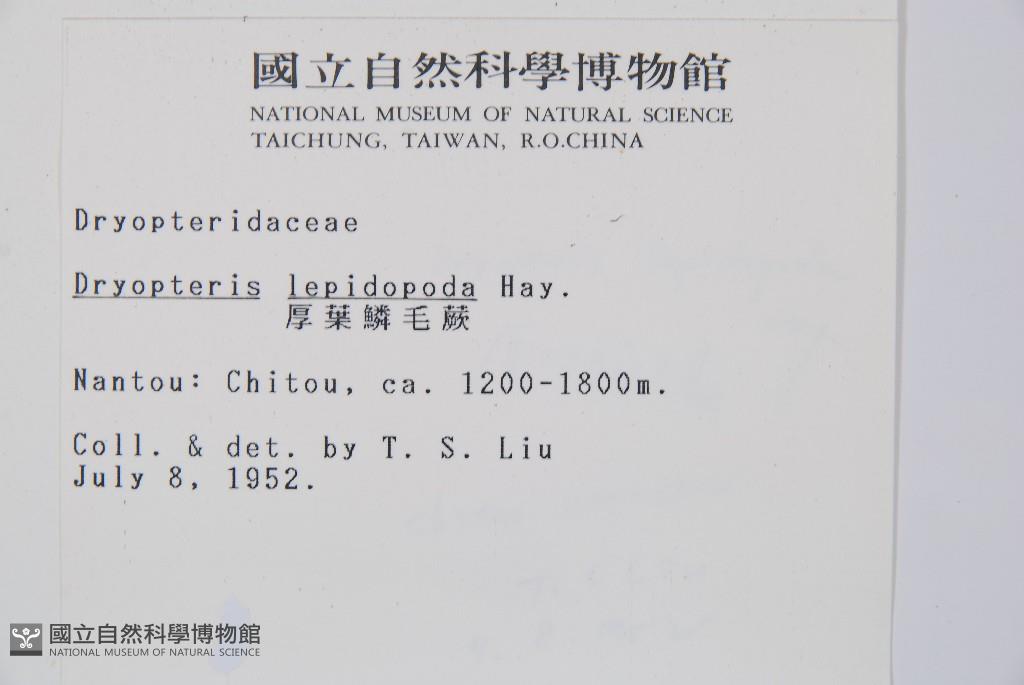 國立自然科學博物館
NATIONAL MUSEUM OF NATURAL SCIENCE
TAICHUNG, TAIWAN, R.O.CHINA
Dryopteridaceae
Dryopteris lepidopoda Hay.
厚葉鱗毛蕨
Nantou: Chitou, ca. 1200-1800m.
Coll. & det. by T. S. Liu
July 8, 1952.
國立自然科學博物館
NATIONAL MUSEUM OF NATURAL SCIENCE